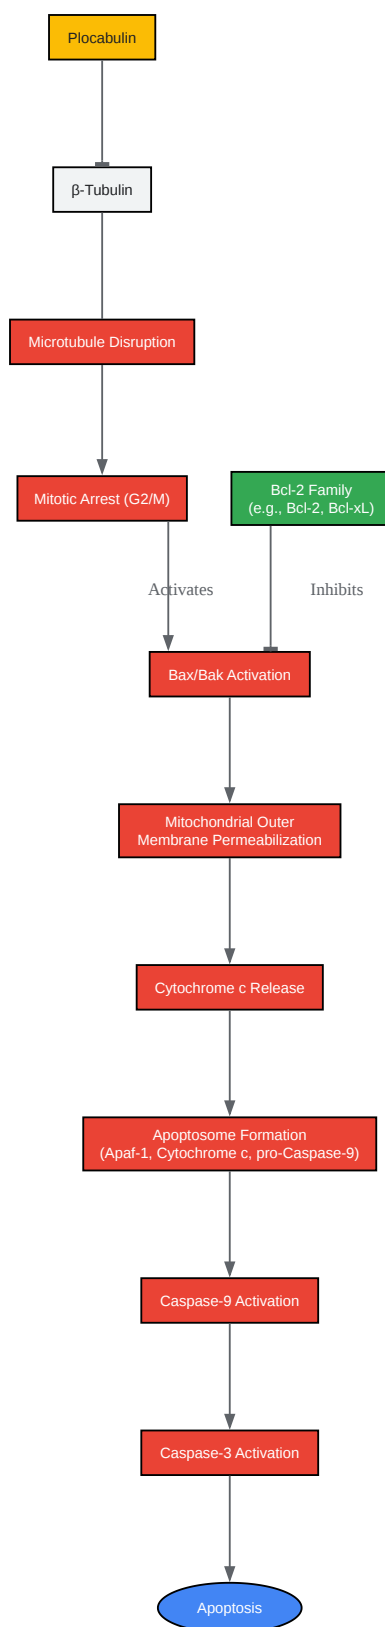 Plocabulin
β-Tubulin
Microtubule Disruption
Mitotic Arrest (G2/M)
Bcl-2 Family
(e.g., Bcl-2, Bcl-xL)
Activates
Inhibits
Bax/Bak Activation
Mitochondrial Outer
Membrane Permeabilization
Cytochrome c Release
Apoptosome Formation
(Apaf-1, Cytochrome c, pro-Caspase-9)
Caspase-9 Activation
Caspase-3 Activation
Apoptosis